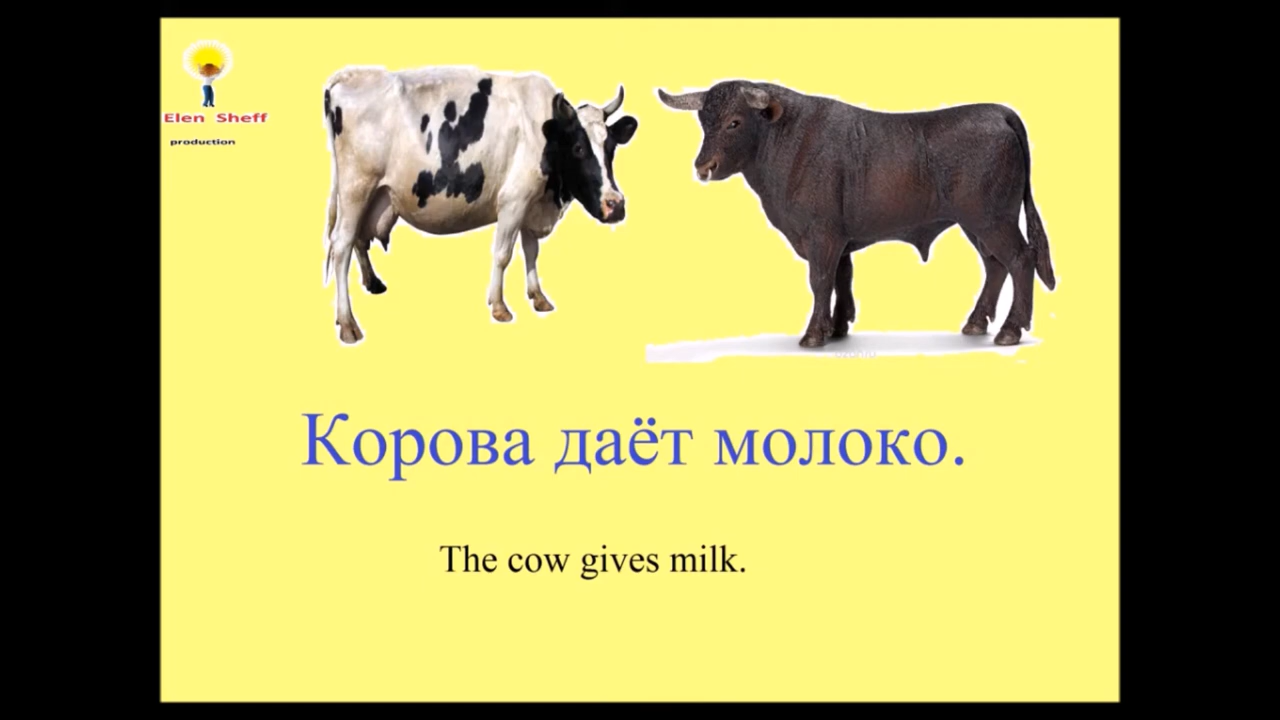 Elen Sheff
production
Корова даёт молоко.
The cow gives milk.